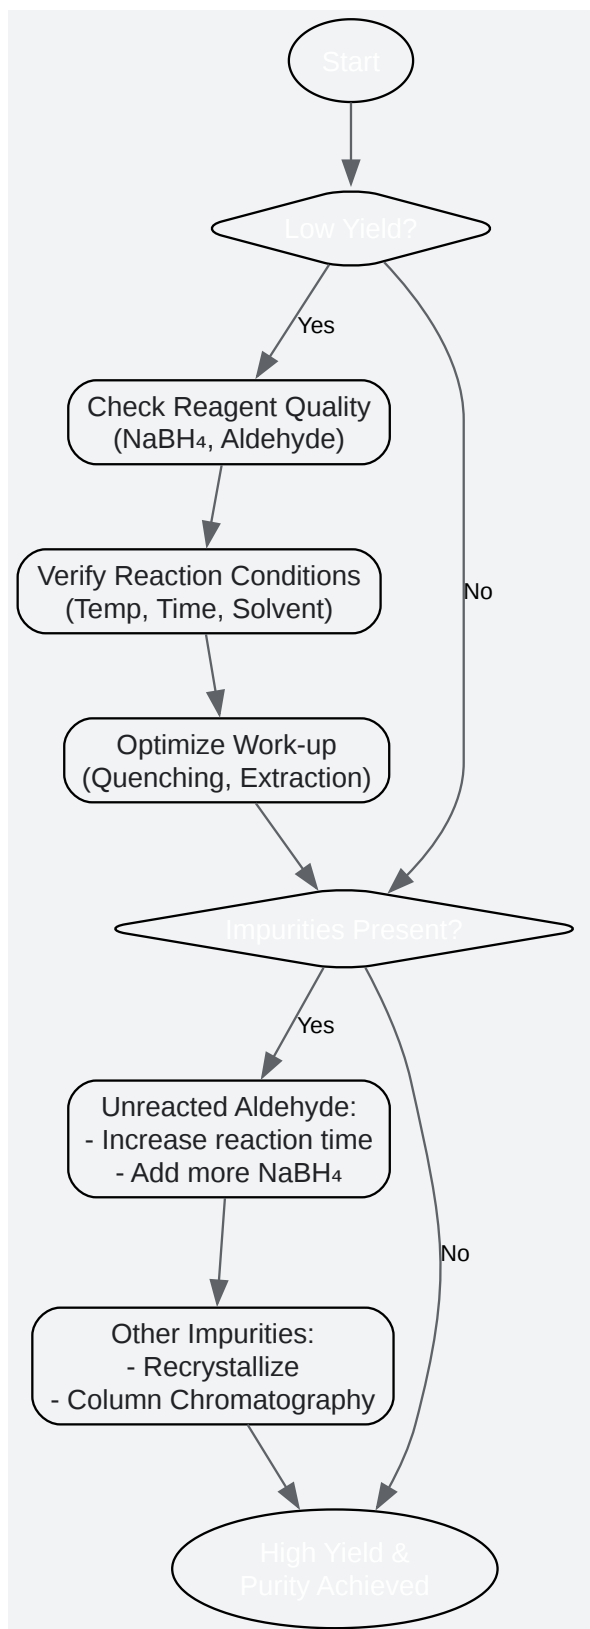 Start
Low Yield?
Yes
Check Reagent Quality
(NaBH₄, Aldehyde)
Verify Reaction Conditions
(Temp, Time, Solvent)
No
Optimize Work-up
(Quenching, Extraction)
Impurities Present?
Yes
Unreacted Aldehyde:
- Increase reaction time
- Add more NaBH₄
No
Other Impurities:
- Recrystallize
- Column Chromatography
High Yield &
Purity Achieved